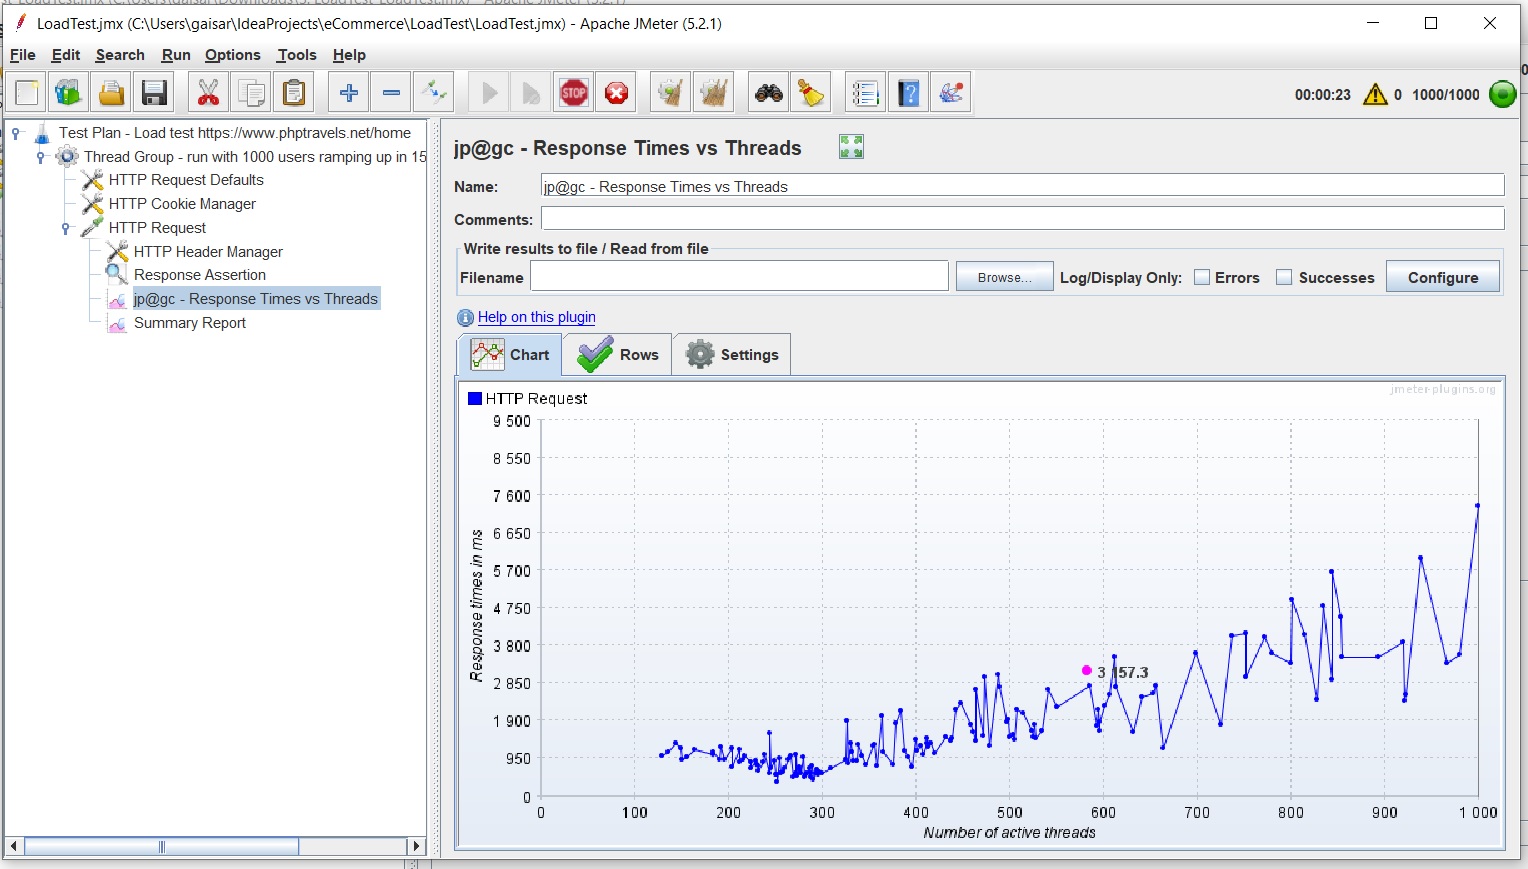 LoadTest.jmx (C:\Users\gaisar\IdeaProjects\eCommerce\LoadTest\LoadTest.jmx) - Apache JMeter (5.2.1)
File Edit Search Run Options Tools Help
STOP
00:00:23 0 1000/1000
Test Plan - Load test https://www.phptravels.net/home
Thread Group - run with 1000 users ramping up in 15
HTTP Request Defaults
HTTP Cookie Manager
HTTP Request
HTTP Header Manager
Response Assertion
jp@gc - Response Times vs Threads
Summary Report
jp@gc - Response Times vs Threads
Name: jp@gc - Response Times vs Threads
Comments:
Write results to file / Read from file
Filename Browse... Log/Display Only: Errors Successes Configure
Help on this plugin
Chart Rows Settings
jmeter-plugins.org
HTTP Request
9 500
8 550
7 600
6 650
5 700
4 750
3 800
2 850
1 900
950
0
Response times in ms
3 157.3
0 100 200 300 400 500 600 700 800 900 1 000
Number of active threads